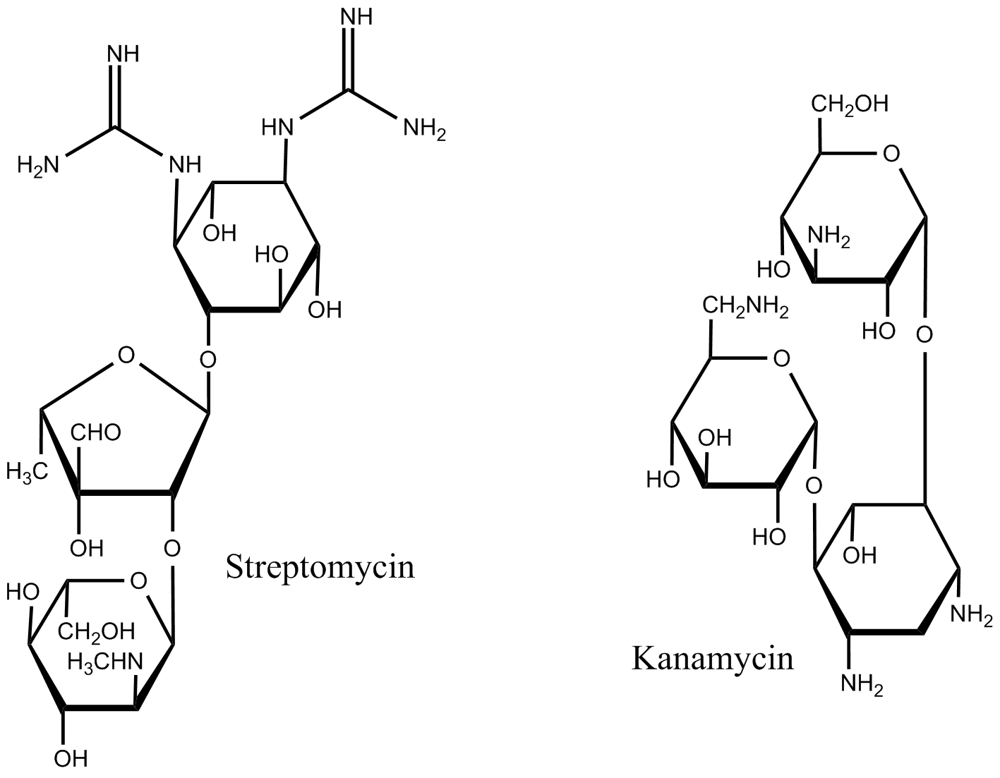 NH
NH
HN
NH₂
H₂N
NH
OH
HO
OH
O
O
CHO
H₃C
OH
O
Streptomycin
HO
O
CH₂OH
H₃CHN
OH
CH₂OH
O
NH₂
HO
HO
O
CH₂NH₂
O
OH
HO
O
HO
OH
NH₂
NH₂
Kanamycin